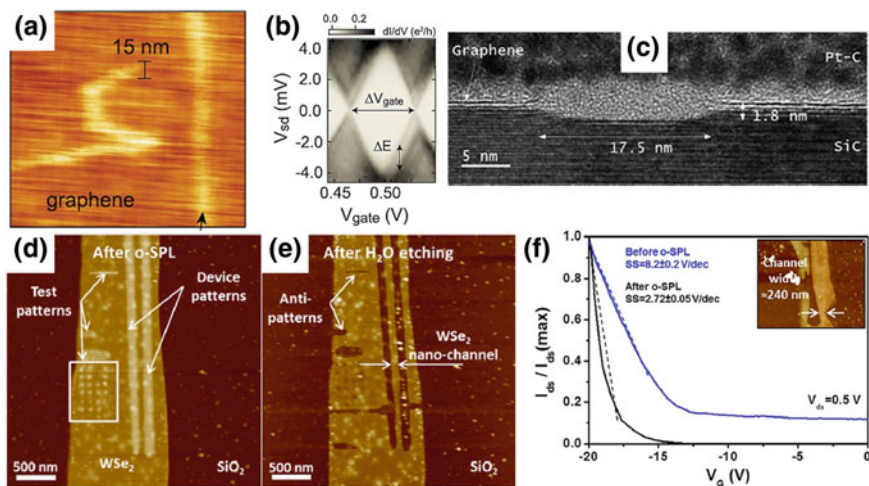 (a)
15 nm
graphene
(b)
dI/dV (e²/h)
0.00 0.10 0.20
V_sd (mV)
4.0
2.0
0.0
-2.0
-4.0
ΔV_gate
ΔE
0.45 0.50
V_gate (V)
(c)
Graphene
Pt-C
1.8 nm
SiC
17.5 nm
5 nm
(d) After o-SPL
Test
patterns
Device
patterns
500 nm
WSe₂
SiO₂
(e) After H₂O etching
Anti-
patterns
WSe₂
nano-channel
500 nm
SiO₂
(f)
I_ds / I_ds (max)
1.0
0.8
0.6
0.4
0.2
0.0
Before o-SPL
SS=8.2±0.2 V/dec
After o-SPL
SS=2.72±0.05 V/dec
Channel
width
≈240 nm
V_ds=0.5 V
-20 -15 -10 -5 0
V_G (V)